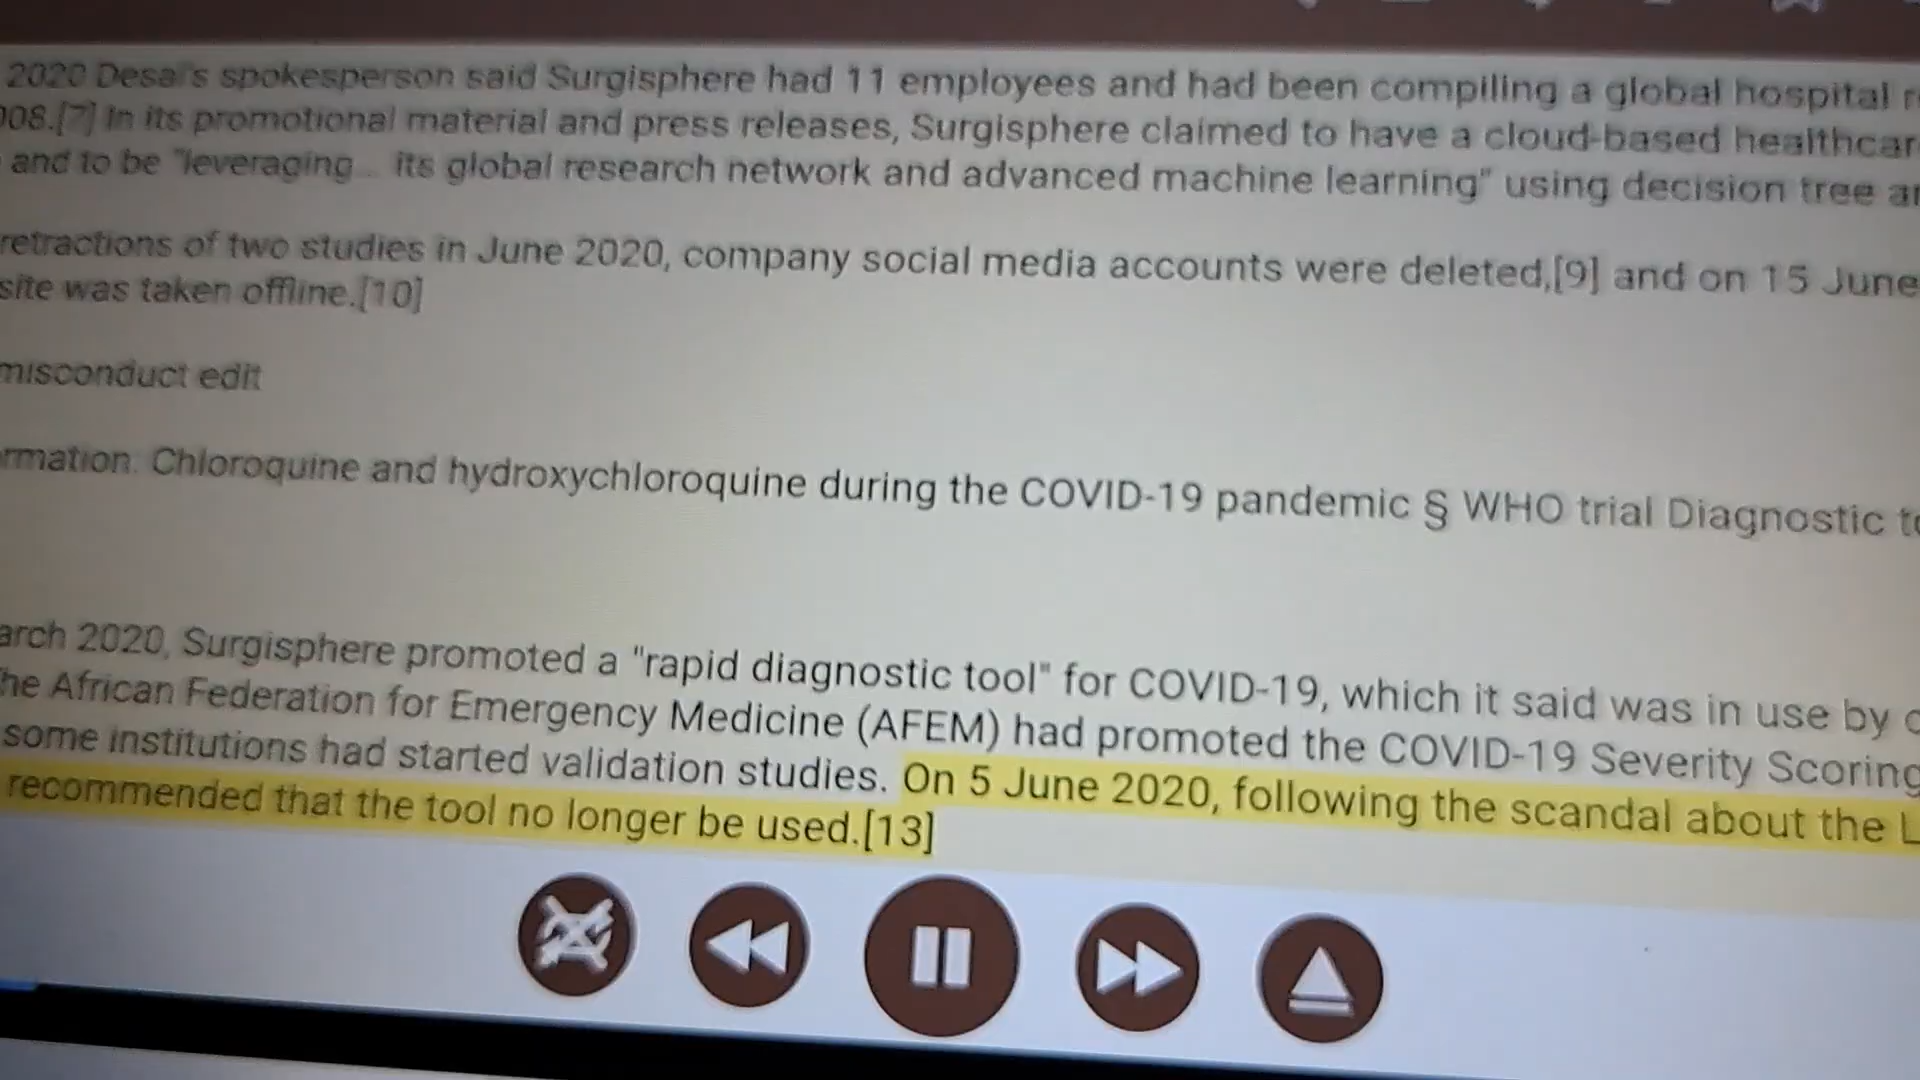 2020 Desai's spokesperson said Surgisphere had 11 employees and had been compiling a global hospital
008.[7] In its promotional material and press releases, Surgisphere claimed to have a cloud-based
and to be "leveraging... its global research network and advanced machine learning" using decision tree
retractions of two studies in June 2020, company social media accounts were deleted,[9] and on 15 June
site was taken offline.[10]
misconduct edit
Chloroquine and hydroxychloroquine during the COVID-19 pandemic § WHO trial Diagnostic
2020, Surgisphere promoted a "rapid diagnostic tool" for COVID-19, which it said was in use by
African Federation for Emergency Medicine (AFEM) had promoted the COVID-19 Severity Scoring
some institutions had started validation studies. On 5 June 2020, following the scandal about the
recommended that the tool no longer be used.[13]